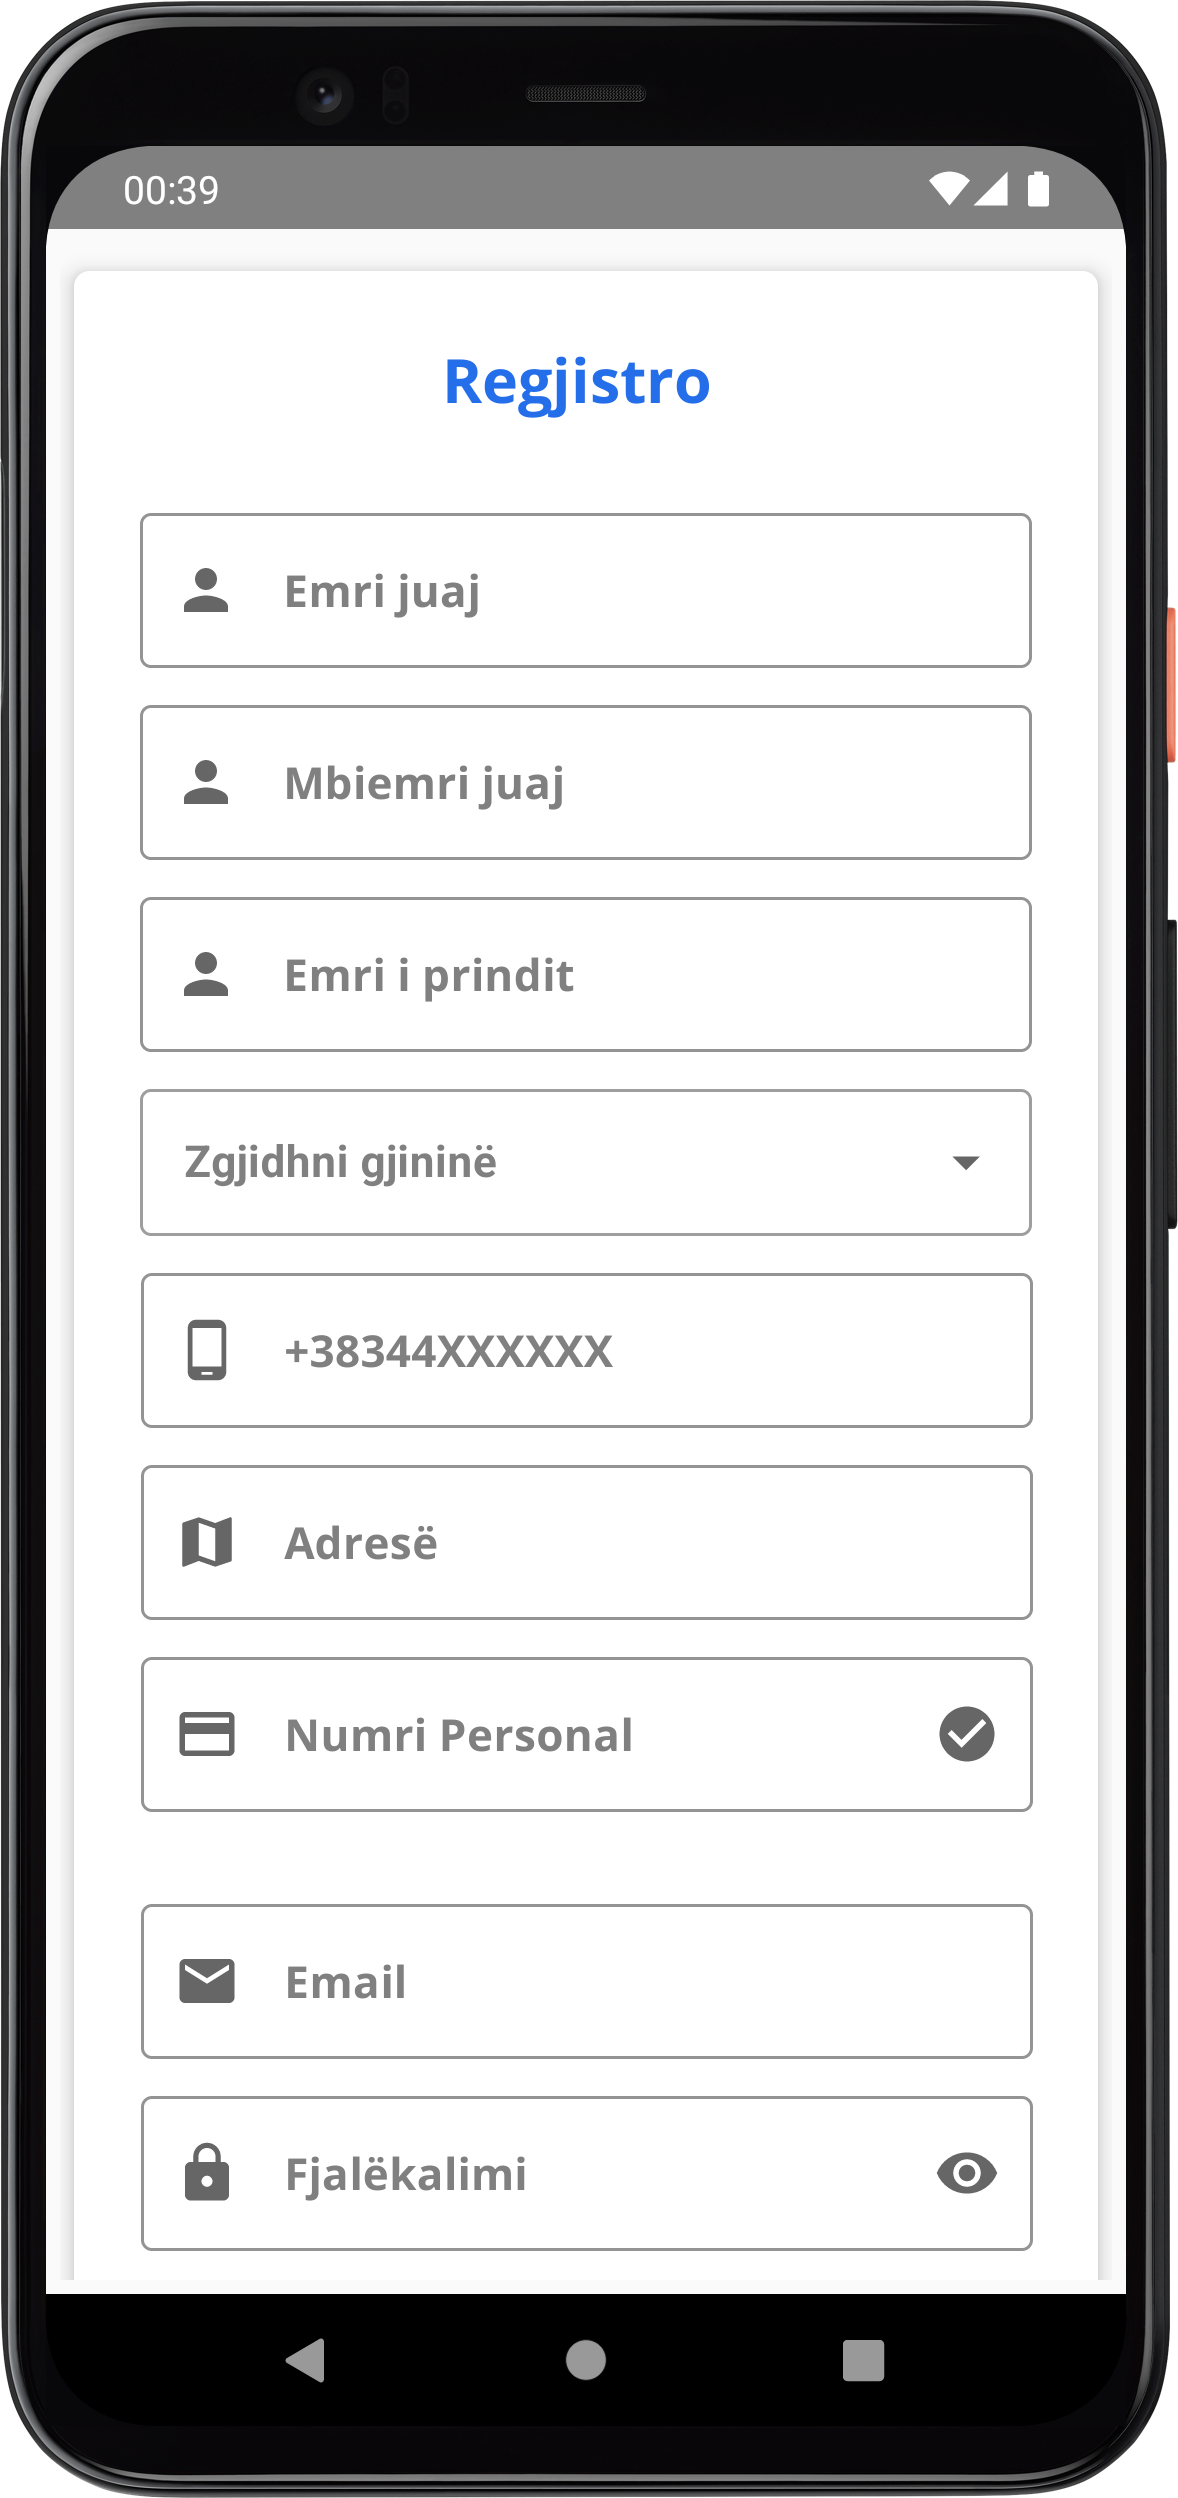 00:39
Regjistro
Emri juaj
Mbiemri juaj
Emri i prindit
Zgjidhni gjininë
+38344XXXXXX
Adresë
Numri Personal
Email
Fjalëkalimi